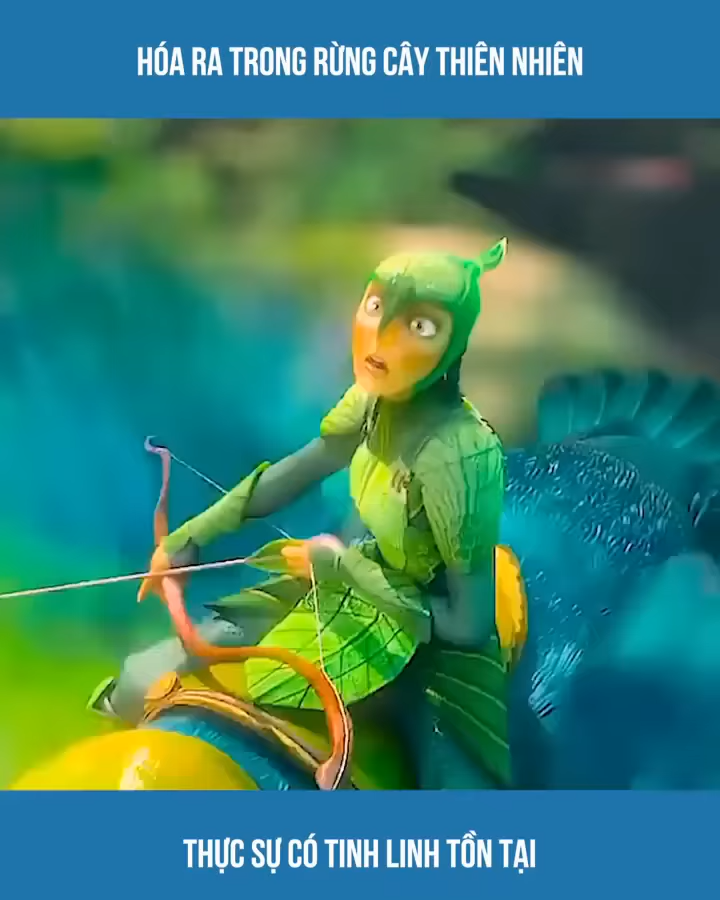 HÓA RA TRONG RỪNG CÂY THIÊN NHIÊN
THỰC SỰ CÓ TINH LINH TỒN TẠI